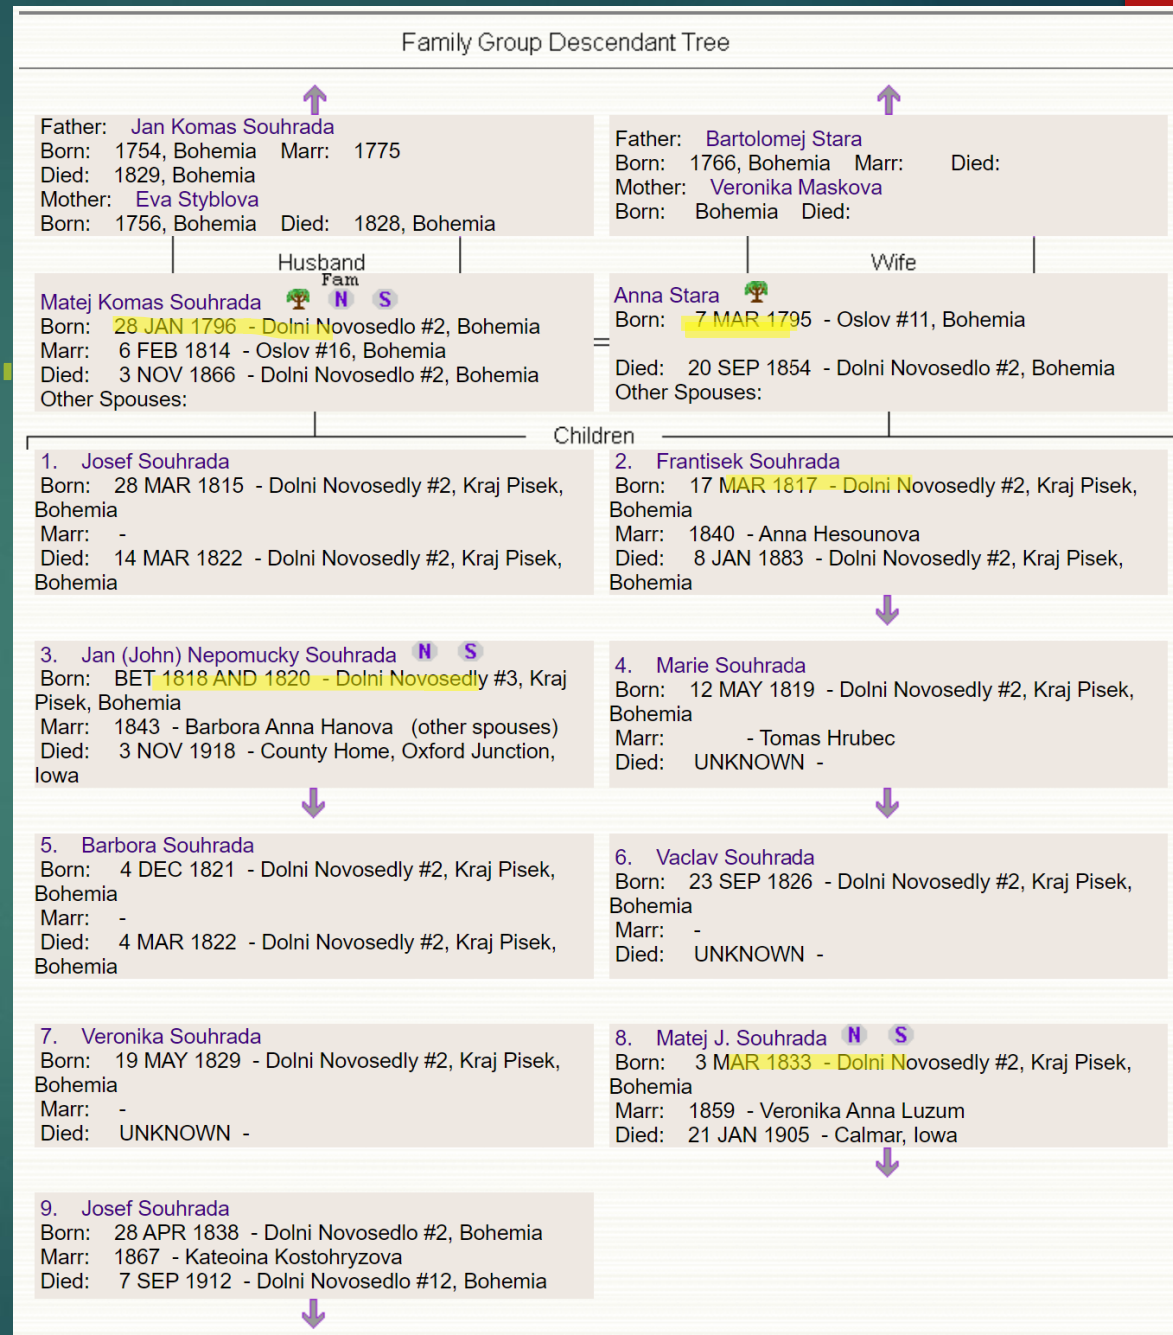 Family Group Descendant Tree
Father: Jan Komas Souhrada
Born: 1754, Bohemia Marr: 1775
Died: 1829, Bohemia
Mother: Eva Styblova
Born: 1756, Bohemia Died: 1828, Bohemia
Father: Bartolomej Stara
Born: 1766, Bohemia Marr: Died:
Mother: Veronika Maskova
Born: Bohemia Died:
Husband
Fam
Matej Komas Souhrada N S
Born: 28 JAN 1796 - Dolni Novosedlo #2, Bohemia
Marr: 6 FEB 1814 - Oslov #16, Bohemia
Died: 3 NOV 1866 - Dolni Novosedlo #2, Bohemia
Other Spouses:
=
Wife
Anna Stara
Born: 7 MAR 1795 - Oslov #11, Bohemia
Died: 20 SEP 1854 - Dolni Novosedlo #2, Bohemia
Other Spouses:
Children
1. Josef Souhrada
Born: 28 MAR 1815 - Dolni Novosedly #2, Kraj Pisek,
Bohemia
Marr: -
Died: 14 MAR 1822 - Dolni Novosedly #2, Kraj Pisek,
Bohemia
2. Frantisek Souhrada
Born: 17 MAR 1817 - Dolni Novosedly #2, Kraj Pisek,
Bohemia
Marr: 1840 - Anna Hesounova
Died: 8 JAN 1883 - Dolni Novosedly #2, Kraj Pisek,
Bohemia
3. Jan (John) Nepomucky Souhrada N S
Born: BET 1818 AND 1820 - Dolni Novosedly #3, Kraj
Pisek, Bohemia
Marr: 1843 - Barbora Anna Hanova (other spouses)
Died: 3 NOV 1918 - County Home, Oxford Junction,
Iowa
4. Marie Souhrada
Born: 12 MAY 1819 - Dolni Novosedly #2, Kraj Pisek,
Bohemia
Marr: - Tomas Hrubec
Died: UNKNOWN -
5. Barbora Souhrada
Born: 4 DEC 1821 - Dolni Novosedly #2, Kraj Pisek,
Bohemia
Marr: -
Died: 4 MAR 1822 - Dolni Novosedly #2, Kraj Pisek,
Bohemia
6. Vaclav Souhrada
Born: 23 SEP 1826 - Dolni Novosedly #2, Kraj Pisek,
Bohemia
Marr: -
Died: UNKNOWN -
7. Veronika Souhrada
Born: 19 MAY 1829 - Dolni Novosedly #2, Kraj Pisek,
Bohemia
Marr: -
Died: UNKNOWN -
8. Matej J. Souhrada N S
Born: 3 MAR 1833 - Dolni Novosedly #2, Kraj Pisek,
Bohemia
Marr: 1859 - Veronika Anna Luzum
Died: 21 JAN 1905 - Calmar, Iowa
9. Josef Souhrada
Born: 28 APR 1838 - Dolni Novosedlo #2, Bohemia
Marr: 1867 - Kateoina Kostohryzova
Died: 7 SEP 1912 - Dolni Novosedlo #12, Bohemia